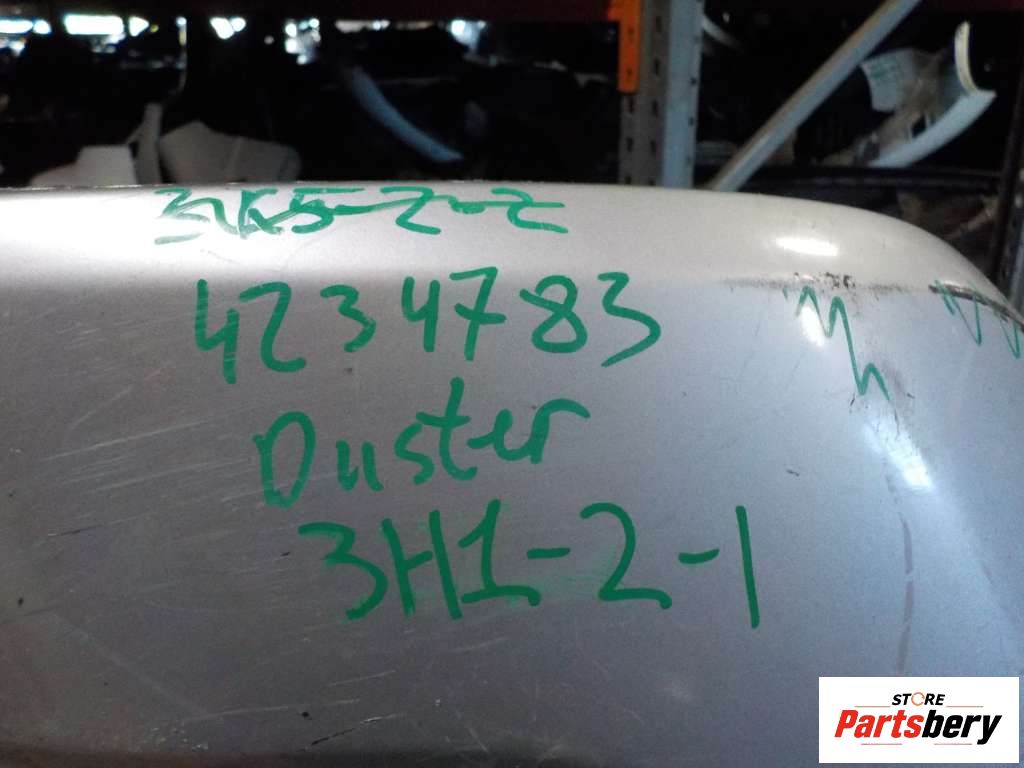 4234783
Duster
3H1-2-1
STORE
Partsbery